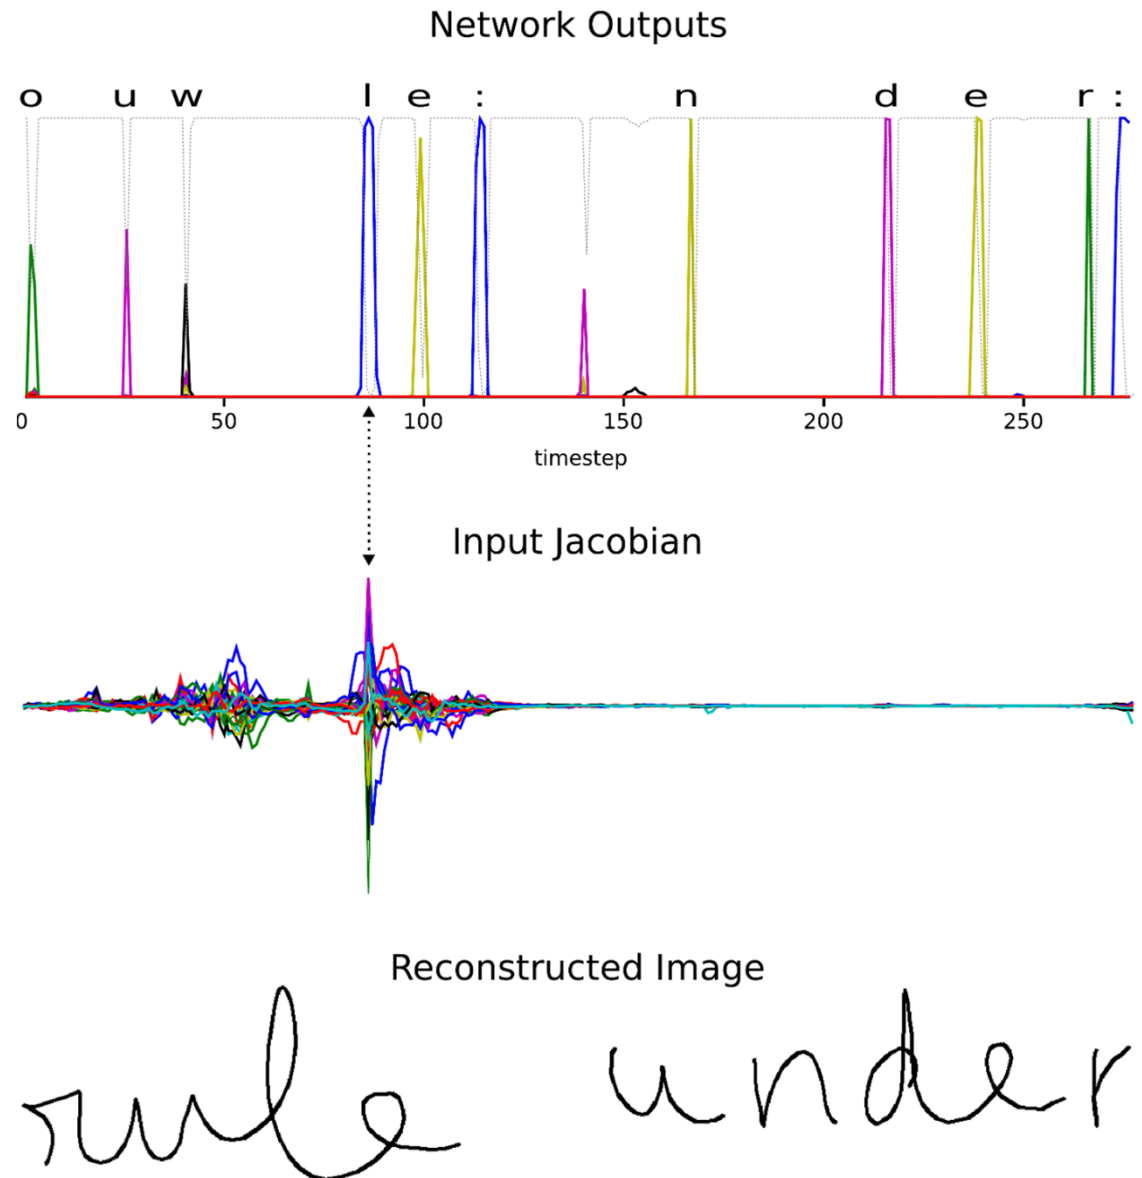 Network Outputs
o u w l e : n d e r :
0 50 100 150 200 250
timestep
Input Jacobian
Reconstructed Image
rule under